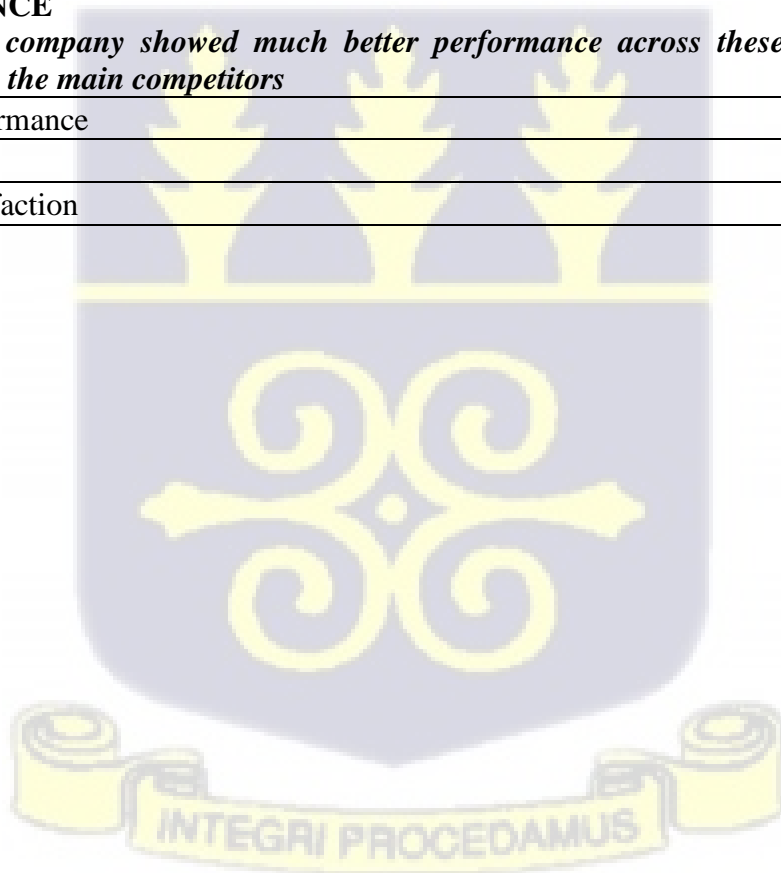 NCE
company showed much better performance across these
the main competitors
rmance
faction
INTEGRI PROCEDAMUS